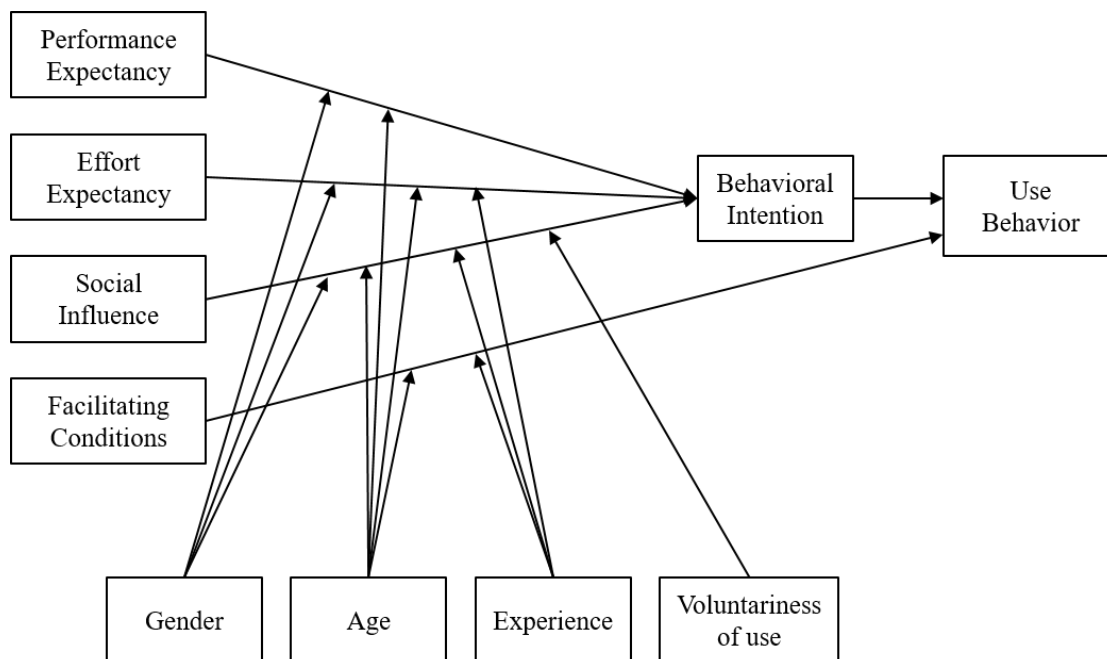 Performance
Expectancy
Effort
Expectancy
Social
Influence
Facilitating
Conditions
Behavioral
Intention
Use
Behavior
Gender
Age
Experience
Voluntariness
of use